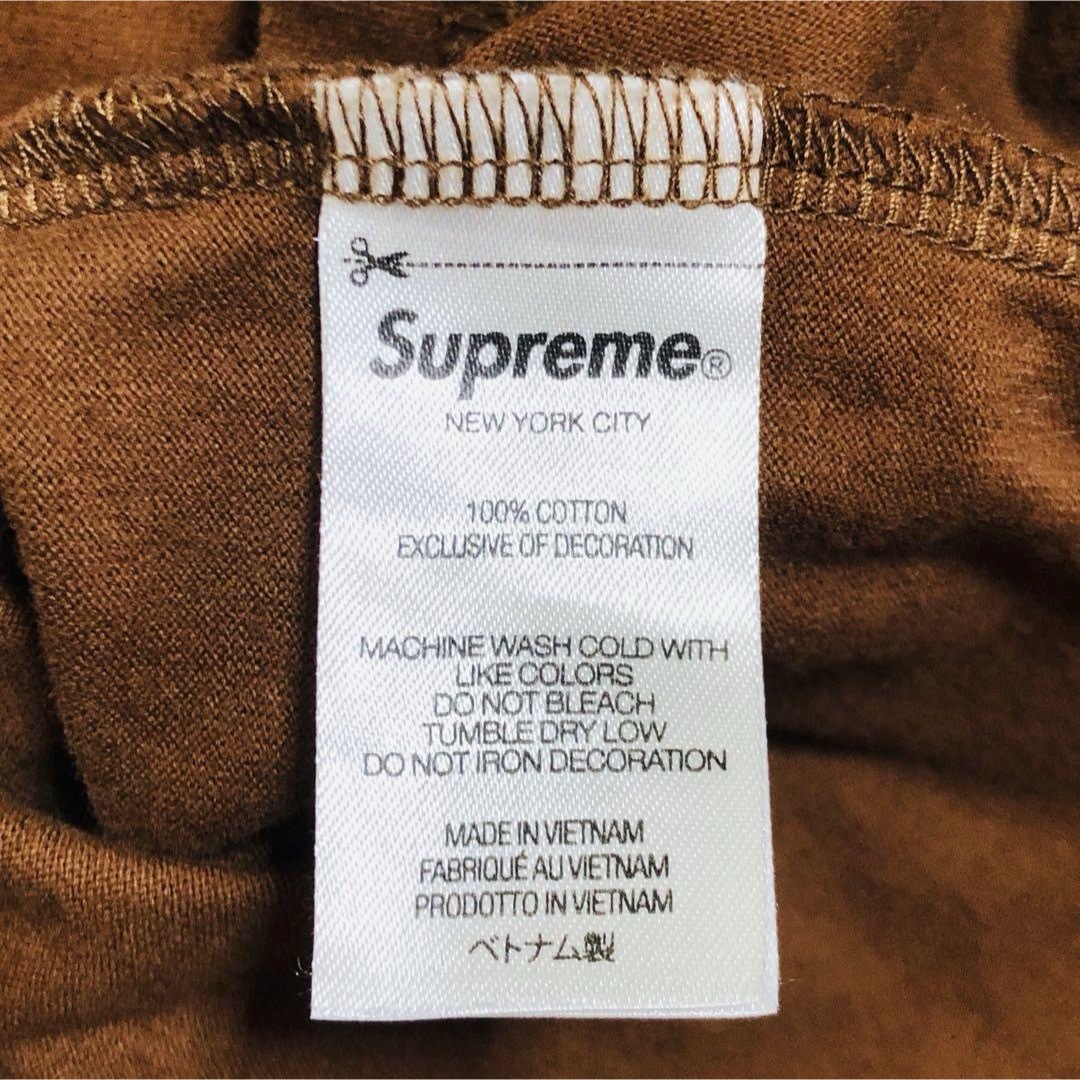 Supreme®
NEW YORK CITY
100% COTTON
EXCLUSIVE OF DECORATION
MACHINE WASH COLD WITH
LIKE COLORS
DO NOT BLEACH
TUMBLE DRY LOW
DO NOT IRON DECORATION
MADE IN VIETNAM
FABRIQUÉ AU VIETNAM
PRODOTTO IN VIETNAM
ベトナム製